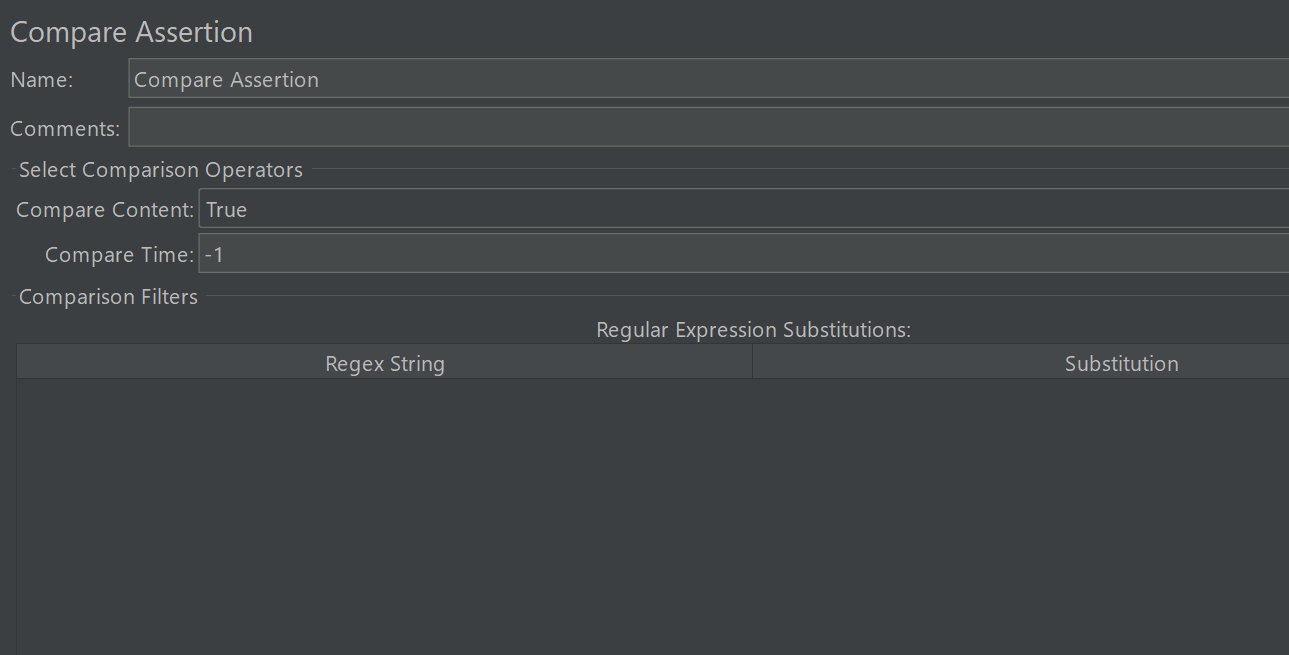 Compare Assertion
Name: Compare Assertion
Comments:
Select Comparison Operators
Compare Content: True
Compare Time: -1
Comparison Filters
Regular Expression Substitutions:
Regex String Substitution